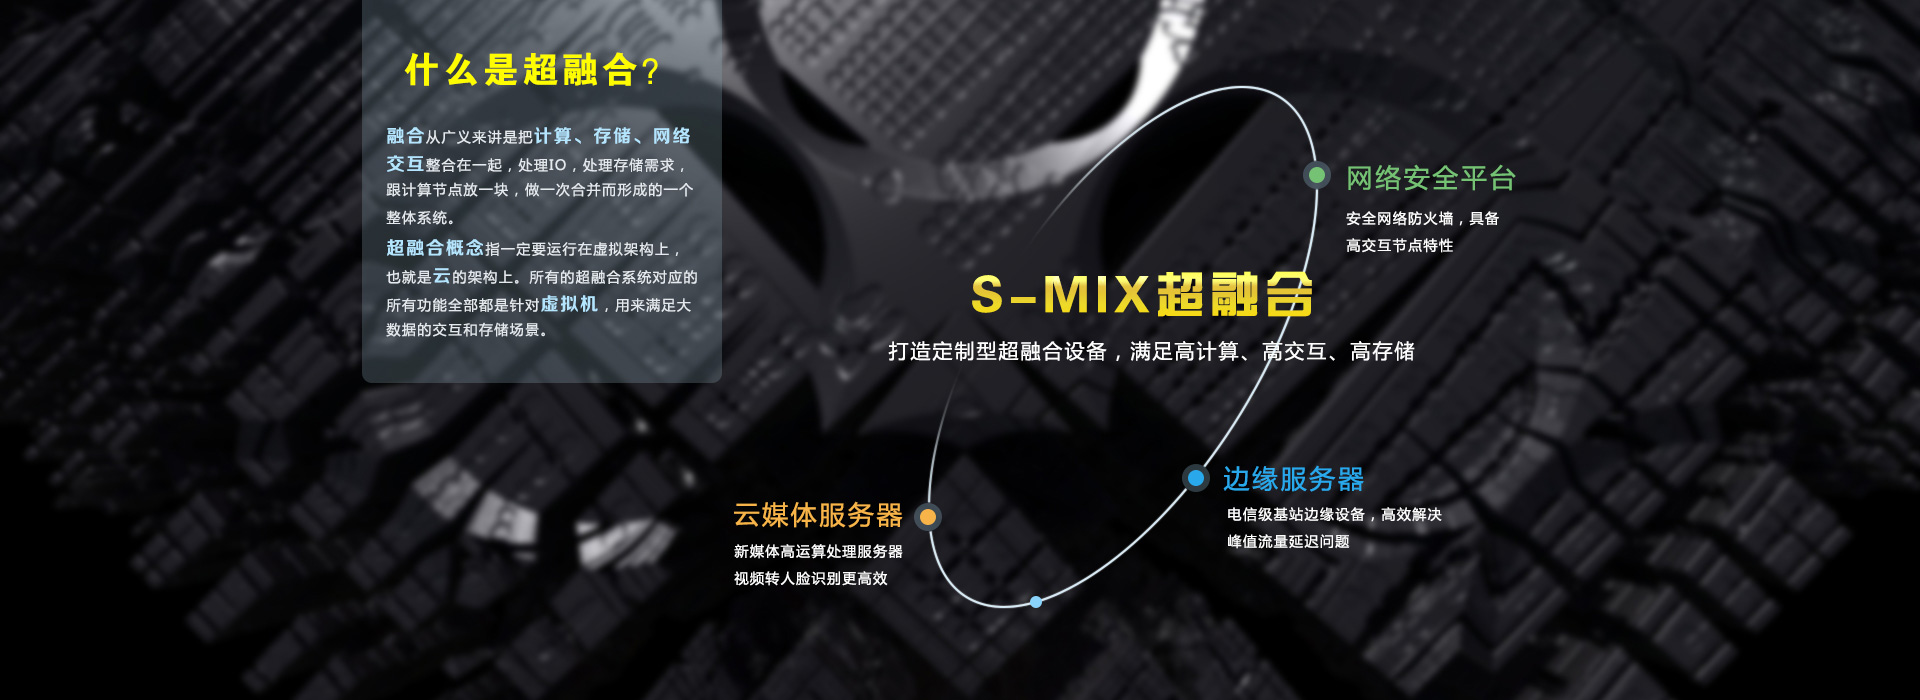 什么是超融合?
融合从广义来讲是把计算、存储、网络
交互整合在一起，处理IO，处理存储需求，
跟计算节点放一块，做一次合并而形成的一个
整体系统。
超融合概念指一定要运行在虚拟架构上，
也就是云的架构上。所有的超融合系统对应的
所有功能全部都是针对虚拟机，用来满足大
数据的交互和存储场景。
S-MIX超融合
打造定制型超融合设备，满足高计算、高交互、高存储
网络安全平台
安全网络防火墙，具备
高交互节点特性
边缘服务器
电信级基站边缘设备，高效解决
峰值流量延迟问题
云媒体服务器
新媒体高运算处理服务器
视频转人脸识别更高效